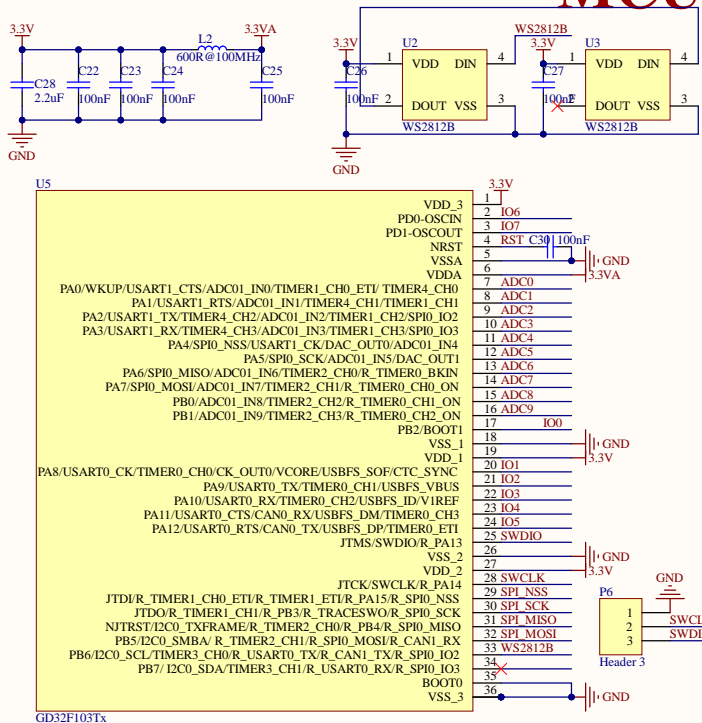 MCU
3.3V
3.3VA
L2
600R@100MHz
C28
2.2uF
C22
100nF
C23
100nF
C24
100nF
C25
100nF
GND
3.3V
C26
100nF
U2
1 VDD DIN 4
2 DOUT VSS 3
WS2812B
WS2812B
3.3V
C27
100nF
U3
1 VDD DIN 4
2 DOUT VSS 3
WS2812B
GND
U5
3.3V
VDD_3 1
PD0-OSCIN 2 IO6
PD1-OSCOUT 3 IO7
NRST 4 RST C30 100nF
VSSA 5 GND
VDDA 6 3.3VA
PA0/WKUP/USART1_CTS/ADC01_IN0/TIMER1_CH0_ETI/ TIMER4_CH0 7 ADC0
PA1/USART1_RTS/ADC01_IN1/TIMER4_CH1/TIMER1_CH1 8 ADC1
PA2/USART1_TX/TIMER4_CH2/ADC01_IN2/TIMER1_CH2/SPI0_IO2 9 ADC2
PA3/USART1_RX/TIMER4_CH3/ADC01_IN3/TIMER1_CH3/SPI0_IO3 10 ADC3
PA4/SPI0_NSS/USART1_CK/DAC_OUT0/ADC01_IN4 11 ADC4
PA5/SPI0_SCK/ADC01_IN5/DAC_OUT1 12 ADC5
PA6/SPI0_MISO/ADC01_IN6/TIMER2_CH0/R_TIMER0_BKIN 13 ADC6
PA7/SPI0_MOSI/ADC01_IN7/TIMER2_CH1/R_TIMER0_CH0_ON 14 ADC7
PB0/ADC01_IN8/TIMER2_CH2/R_TIMER0_CH1_ON 15 ADC8
PB1/ADC01_IN9/TIMER2_CH3/R_TIMER0_CH2_ON 16 ADC9
PB2/BOOT1 17 IO0
VSS_1 18 GND
VDD_1 19 3.3V
PA8/USART0_CK/TIMER0_CH0/CK_OUT0/VCORE/USBFS_SOF/CTC_SYNC 20 IO1
PA9/USART0_TX/TIMER0_CH1/USBFS_VBUS 21 IO2
PA10/USART0_RX/TIMER0_CH2/USBFS_ID/V1REF 22 IO3
PA11/USART0_CTS/CAN0_RX/USBFS_DM/TIMER0_CH3 23 IO4
PA12/USART0_RTS/CAN0_TX/USBFS_DP/TIMER0_ETI 24 IO5
JTMS/SWDIO/R_PA13 25 SWDIO
VSS_2 26 GND
VDD_2 27 3.3V
JTCK/SWCLK/R_PA14 28 SWCLK
JTDI/R_TIMER1_CH0_ETI/R_TIMER1_ETI/R_PA15/R_SPI0_NSS 29 SPI_NSS
JTDO/R_TIMER1_CH1/R_PB3/R_TRACESWO/R_SPI0_SCK 30 SPI_SCK
NJTRST/I2C0_TXFRAME/R_TIMER2_CH0/R_PB4/R_SPI0_MISO 31 SPI_MISO
PB5/I2C0_SMBA/ R_TIMER2_CH1/R_SPI0_MOSI/R_CAN1_RX 32 SPI_MOSI
PB6/I2C0_SCL/TIMER3_CH0/R_USART0_TX/R_CAN1_TX/R_SPI0_IO2 33 WS2812B
PB7/ I2C0_SDA/TIMER3_CH1/R_USART0_RX/R_SPI0_IO3 34
BOOT0 35
VSS_3 36 GND
GD32F103Tx
P6
GND
1
2 SWCL
3 SWDI
Header 3